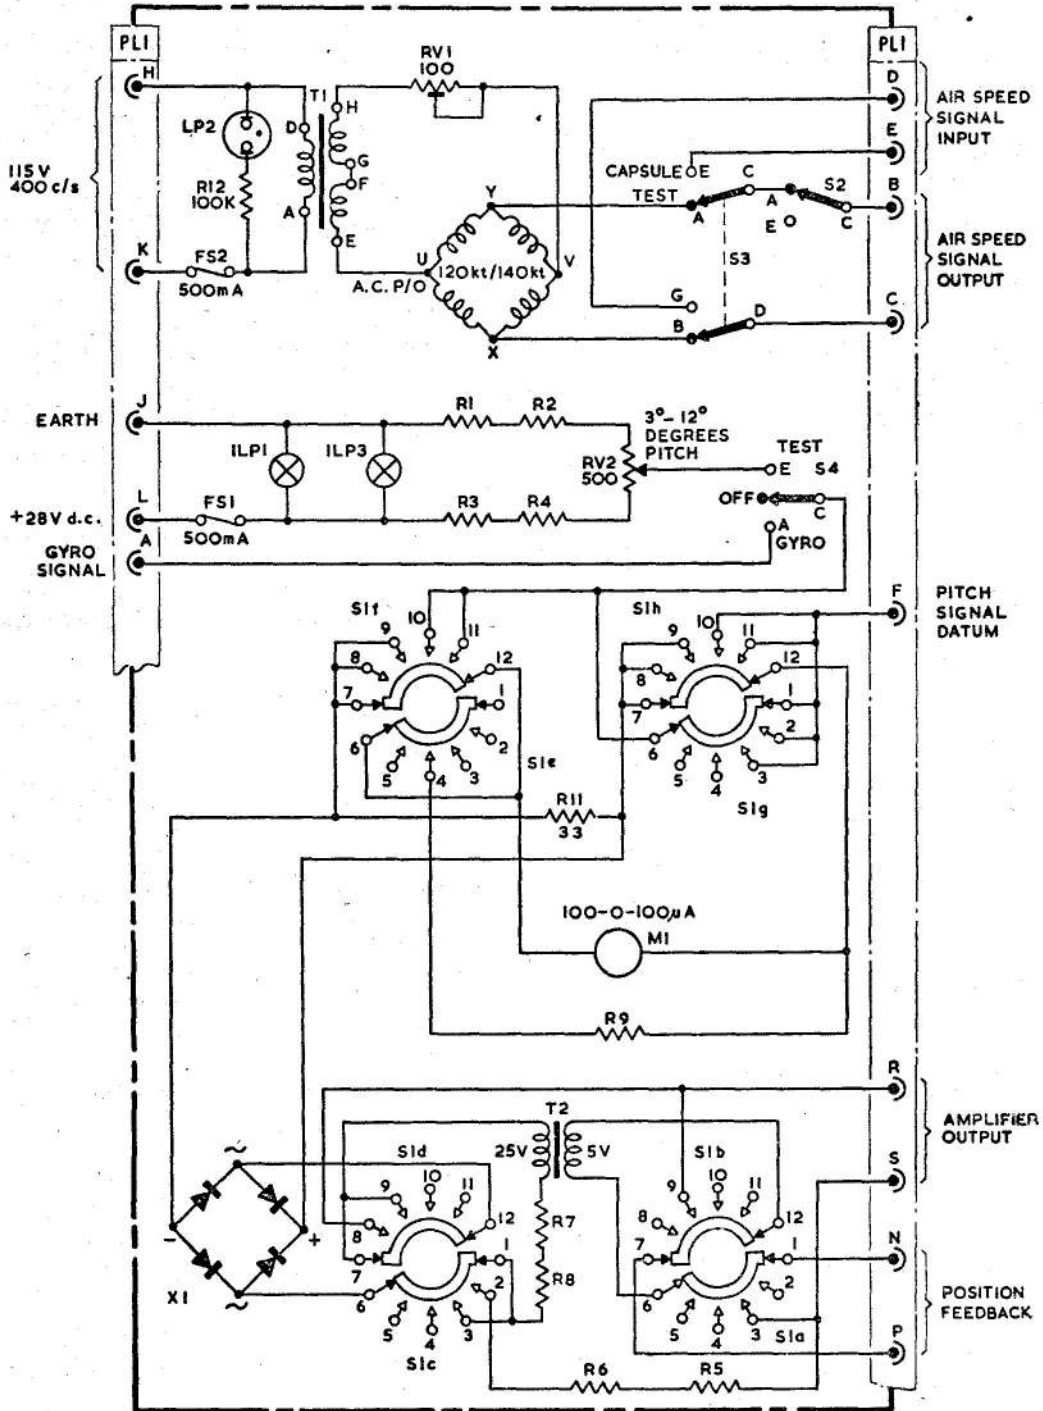 PL1
PL1
H
RV1
100
D
AIR SPEED
SIGNAL
INPUT
T1
H
LP2
D
E
G
F
CAPSULE E
TEST
C
A
S2
B
115V
400 c/s
R12
100K
A
Y
A
E
C
AIR SPEED
SIGNAL
OUTPUT
K
FS2
500mA
E
U
120kt/140kt
V
A.C. P/O
S3
G
B
D
C
X
EARTH
J
R1
R2
3°-12°
DEGREES
PITCH
ILP1
ILP3
RV2
500
TEST
E
S4
OFF
C
+28V d.c.
L
FS1
500mA
R3
R4
A
GYRO
GYRO
SIGNAL
A
F
PITCH
SIGNAL
DATUM
S1f
9
10
11
8
12
7
1
6
2
5
4
3
S1e
S1h
9
10
11
8
12
7
1
6
2
5
4
3
S1g
R11
33
100-0-100µA
M1
R9
R
AMPLIFIER
OUTPUT
S
T2
25V
5V
S1d
9
10
11
8
12
7
1
6
2
5
4
3
S1c
R7
R8
S1b
9
10
11
8
12
7
1
6
2
5
4
3
S1a
~
-
+
~
X1
N
POSITION
FEEDBACK
P
R6
R5